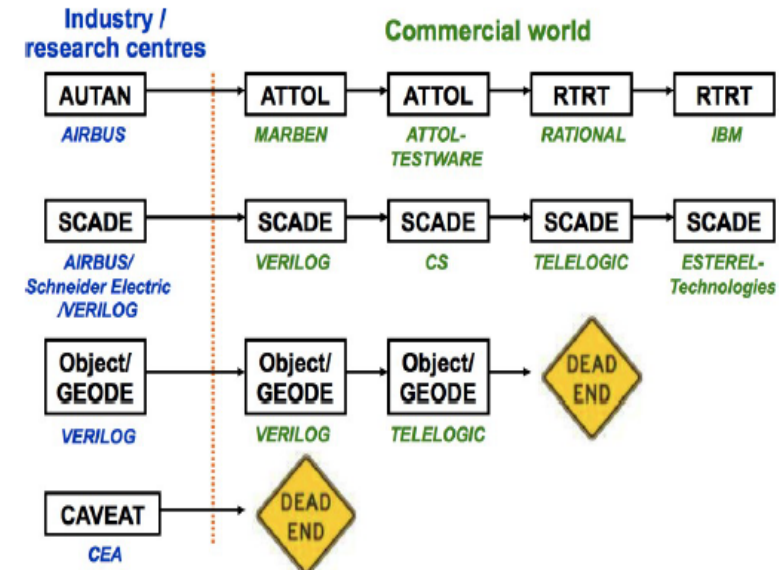 Industry /
research centres
Commercial world
AUTAN
ATTOL
ATTOL
RTRT
RTRT
AIRBUS
MARBEN
ATTOL-
TESTWARE
RATIONAL
IBM
SCADE
SCADE
SCADE
SCADE
SCADE
AIRBUS/
Schneider Electric
/VERILOG
VERILOG
CS
TELELOGIC
ESTEREL-
Technologies
Object/
GEODE
Object/
GEODE
Object/
GEODE
DEAD
END
VERILOG
VERILOG
TELELOGIC
CAVEAT
DEAD
END
CEA